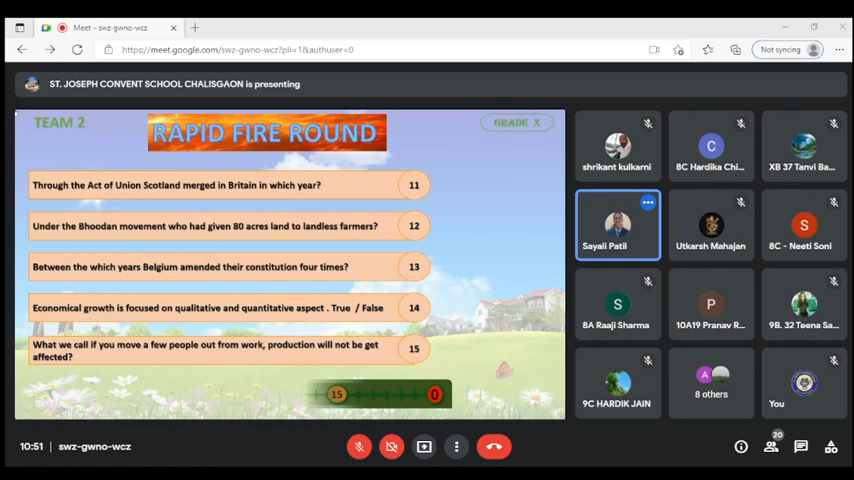 Meet – swz-gwno-wcz
https://meet.google.com/swz-gwno-wcz?pli=1&authuser=0
Not syncing
ST. JOSEPH CONVENT SCHOOL CHALISGAON is presenting
TEAM 2
RAPID FIRE ROUND
GRADE X
Through the Act of Union Scotland merged in Britain in which year? 11
Under the Bhoodan movement who had given 80 acres land to landless farmers? 12
Between the which years Belgium amended their constitution four times? 13
Economical growth is focused on qualitative and quantitative aspect . True / False 14
What we call if you move a few people out from work, production will not be get
affected? 15
15 0
shrikant kulkarni
C
8C Hardika Chi...
XB 37 Tanvi Ba...
Sayali Patil
Utkarsh Mahajan
S
8C - Neeti Soni
S
8A Raaji Sharma
P
10A19 Pranav R...
9B. 32 Teena Sa...
9C HARDIK JAIN
A
8 others
You
10:51 swz-gwno-wcz
20